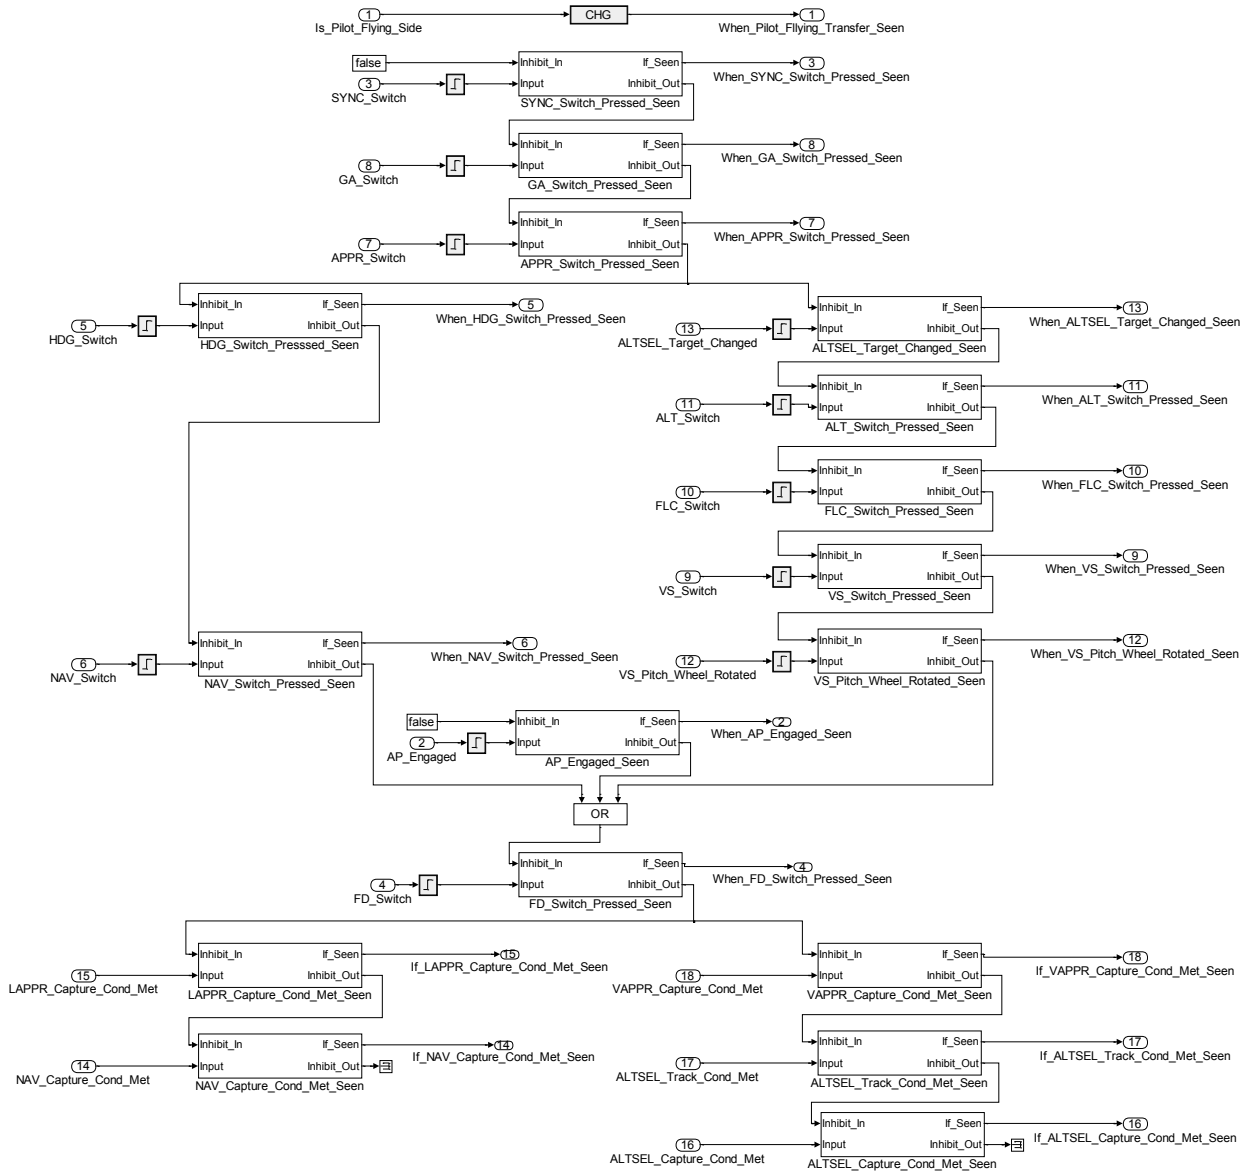 1 CHG 1
Is_Pilot_Flying_Side When_Pilot_Fllying_Transfer_Seen
false Inhibit_In If_Seen 3
3 Input Inhibit_Out When_SYNC_Switch_Pressed_Seen
SYNC_Switch SYNC_Switch_Pressed_Seen
Inhibit_In If_Seen 8
8 Input Inhibit_Out When_GA_Switch_Pressed_Seen
GA_Switch GA_Switch_Pressed_Seen
Inhibit_In If_Seen 7
7 Input Inhibit_Out When_APPR_Switch_Pressed_Seen
APPR_Switch APPR_Switch_Pressed_Seen
Inhibit_In If_Seen 5 Inhibit_In If_Seen 13
5 Input Inhibit_Out When_HDG_Switch_Pressed_Seen 13 Input Inhibit_Out When_ALTSEL_Target_Changed_Seen
HDG_Switch HDG_Switch_Presssed_Seen ALTSEL_Target_Changed ALTSEL_Target_Changed_Seen
Inhibit_In If_Seen 11
11 Input Inhibit_Out When_ALT_Switch_Pressed_Seen
ALT_Switch ALT_Switch_Pressed_Seen
Inhibit_In If_Seen 10
10 Input Inhibit_Out When_FLC_Switch_Pressed_Seen
FLC_Switch FLC_Switch_Pressed_Seen
Inhibit_In If_Seen 9
9 Input Inhibit_Out When_VS_Switch_Pressed_Seen
VS_Switch VS_Switch_Pressed_Seen
Inhibit_In If_Seen 6 Inhibit_In If_Seen 12
6 Input Inhibit_Out When_NAV_Switch_Pressed_Seen 12 Input Inhibit_Out When_VS_Pitch_Wheel_Rotated_Seen
NAV_Switch NAV_Switch_Pressed_Seen VS_Pitch_Wheel_Rotated VS_Pitch_Wheel_Rotated_Seen
false Inhibit_In If_Seen 2
2 Input Inhibit_Out When_AP_Engaged_Seen
AP_Engaged AP_Engaged_Seen
OR
Inhibit_In If_Seen 4
4 Input Inhibit_Out When_FD_Switch_Pressed_Seen
FD_Switch FD_Switch_Pressed_Seen
Inhibit_In If_Seen 15 Inhibit_In If_Seen 18
15 Input Inhibit_Out If_LAPPR_Capture_Cond_Met_Seen 18 Input Inhibit_Out If_VAPPR_Capture_Cond_Met_Seen
LAPPR_Capture_Cond_Met LAPPR_Capture_Cond_Met_Seen VAPPR_Capture_Cond_Met VAPPR_Capture_Cond_Met_Seen
Inhibit_In If_Seen 14 Inhibit_In If_Seen 17
14 Input Inhibit_Out If_NAV_Capture_Cond_Met_Seen 17 Input Inhibit_Out If_ALTSEL_Track_Cond_Met_Seen
NAV_Capture_Cond_Met NAV_Capture_Cond_Met_Seen ALTSEL_Track_Cond_Met ALTSEL_Track_Cond_Met_Seen
Inhibit_In If_Seen 16
16 Input Inhibit_Out If_ALTSEL_Capture_Cond_Met_Seen
ALTSEL_Capture_Cond_Met ALTSEL_Capture_Cond_Met_Seen